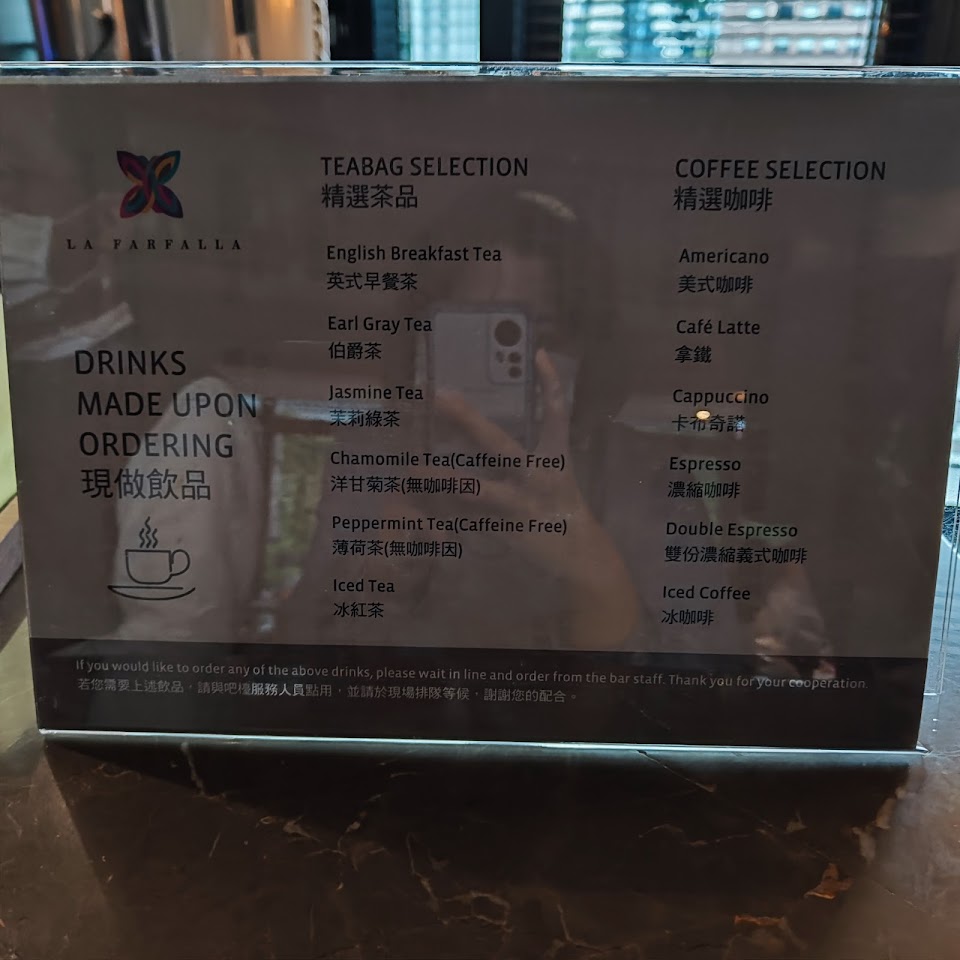 LA FARFALLA
DRINKS
MADE UPON
ORDERING
現做飲品
TEABAG SELECTION
精選茶品
English Breakfast Tea
英式早餐茶
Earl Gray Tea
伯爵茶
Jasmine Tea
茉莉綠茶
Chamomile Tea(Caffeine Free)
洋甘菊茶(無咖啡因)
Peppermint Tea(Caffeine Free)
薄荷茶(無咖啡因)
Iced Tea
冰紅茶
COFFEE SELECTION
精選咖啡
Americano
美式咖啡
Café Latte
拿鐵
Cappuccino
卡布奇諾
Espresso
濃縮咖啡
Double Espresso
雙份濃縮義式咖啡
Iced Coffee
冰咖啡
If you would like to order any of the above drinks, please wait in line and order from the bar staff. Thank you for your cooperation.
若您需要上述飲品，請與吧檯服務人員點用，並請於現場排隊等候，謝謝您的配合。